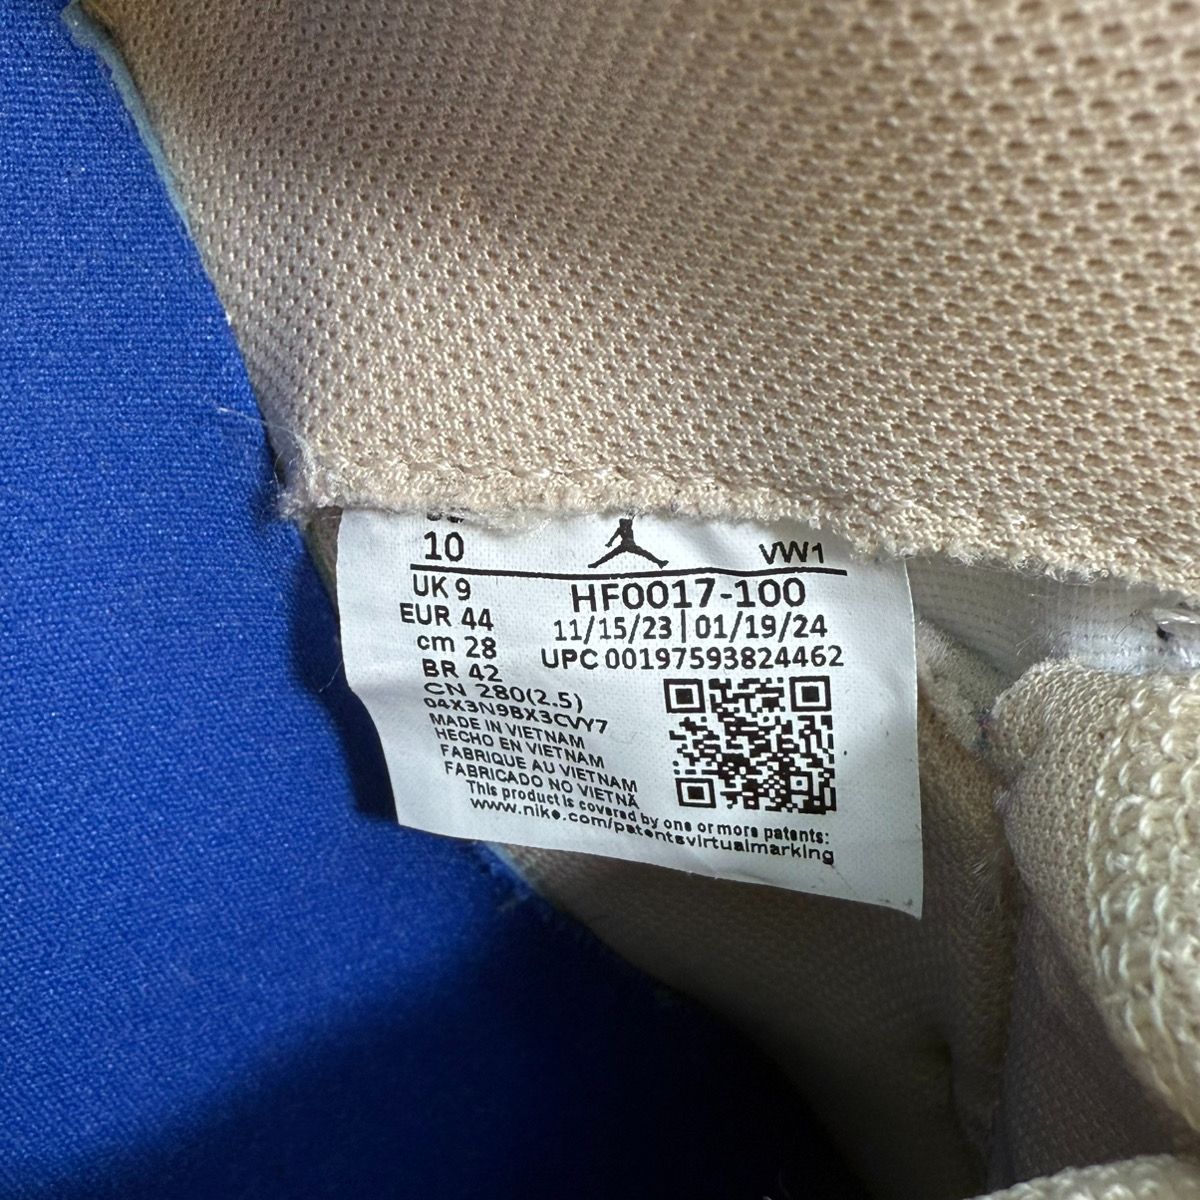 10
VW1
UK 9
HF0017-100
EUR 44
11/15/23 | 01/19/24
cm 28
UPC 00197593824462
BR 42
CN 280(2.5)
04X3N9BX3CVY7
MADE IN VIETNAM
HECHO EN VIETNAM
FABRIQUE AU VIETNAM
FABRICADO NO VIETNÃ
This product is covered by one or more patents:
www.nike.com/patentsvirtualmarking